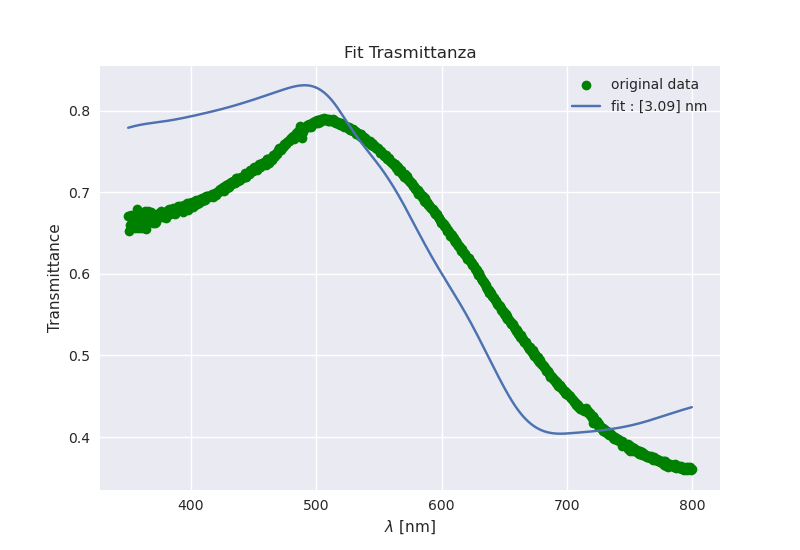 Fit Trasmittanza
original data
fit : [3.09] nm
Transmittance
0.8
0.7
0.6
0.5
0.4
400 500 600 700 800
λ [nm]